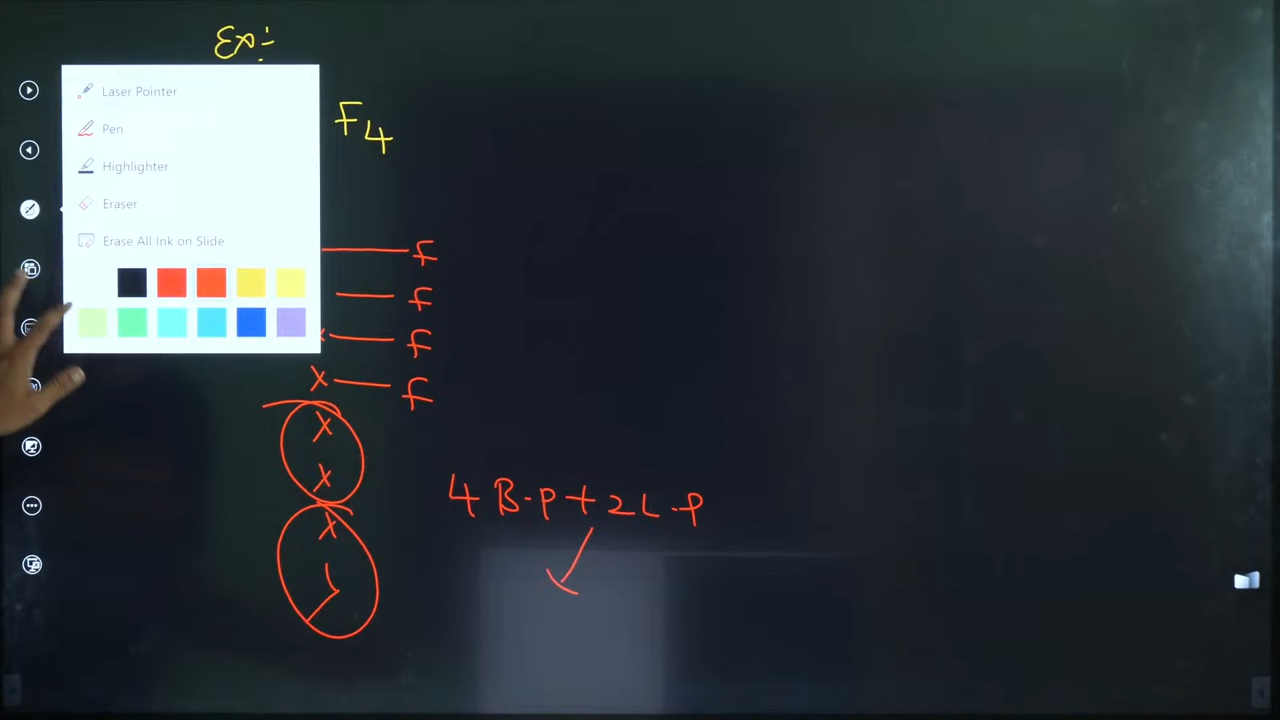 Ex:-
Laser Pointer
Pen
Highlighter
Eraser
Erase All Ink on Slide
F4
F
F
x F
x F
x
x
x
4 B.P + 2 L.P